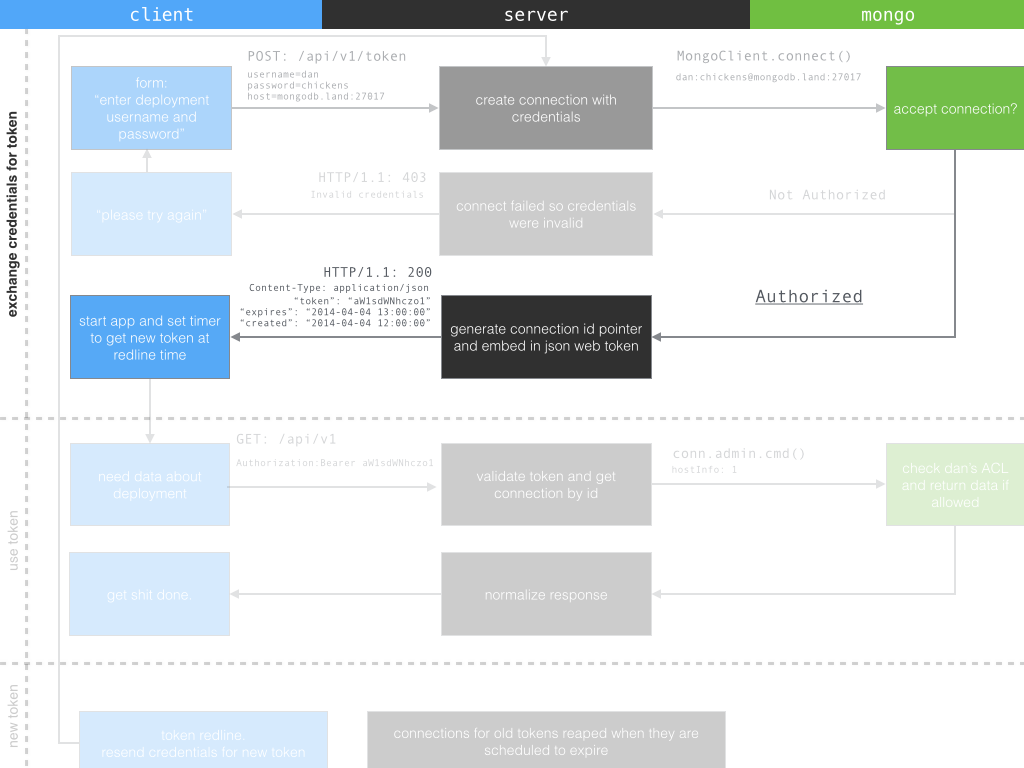 client
server
mongo
exchange credentials for token
POST: /api/v1/token
username=dan
password=chickens
host=mongodb.land:27017
MongoClient.connect()
dan:chickens@mongodb.land:27017
form:
“enter deployment
username and
password”
create connection with
credentials
accept connection?
HTTP/1.1: 403
Invalid credentials
Not Authorized
“please try again”
connect failed so credentials
were invalid
HTTP/1.1: 200
Content-Type: application/json
"token": "aW1sdWNhczo1"
"expires": "2014-04-04 13:00:00"
"created": "2014-04-04 12:00:00"
Authorized
start app and set timer
to get new token at
redline time
generate connection id pointer
and embed in json web token
use token
GET: /api/v1
Authorization:Bearer aW1sdWNhczo1
conn.admin.cmd()
hostInfo: 1
need data about
deployment
validate token and get
connection by id
check dan's ACL
and return data if
allowed
get shit done.
normalize response
new token
token redline.
resend credentials for new token
connections for old tokens reaped when they are
scheduled to expire